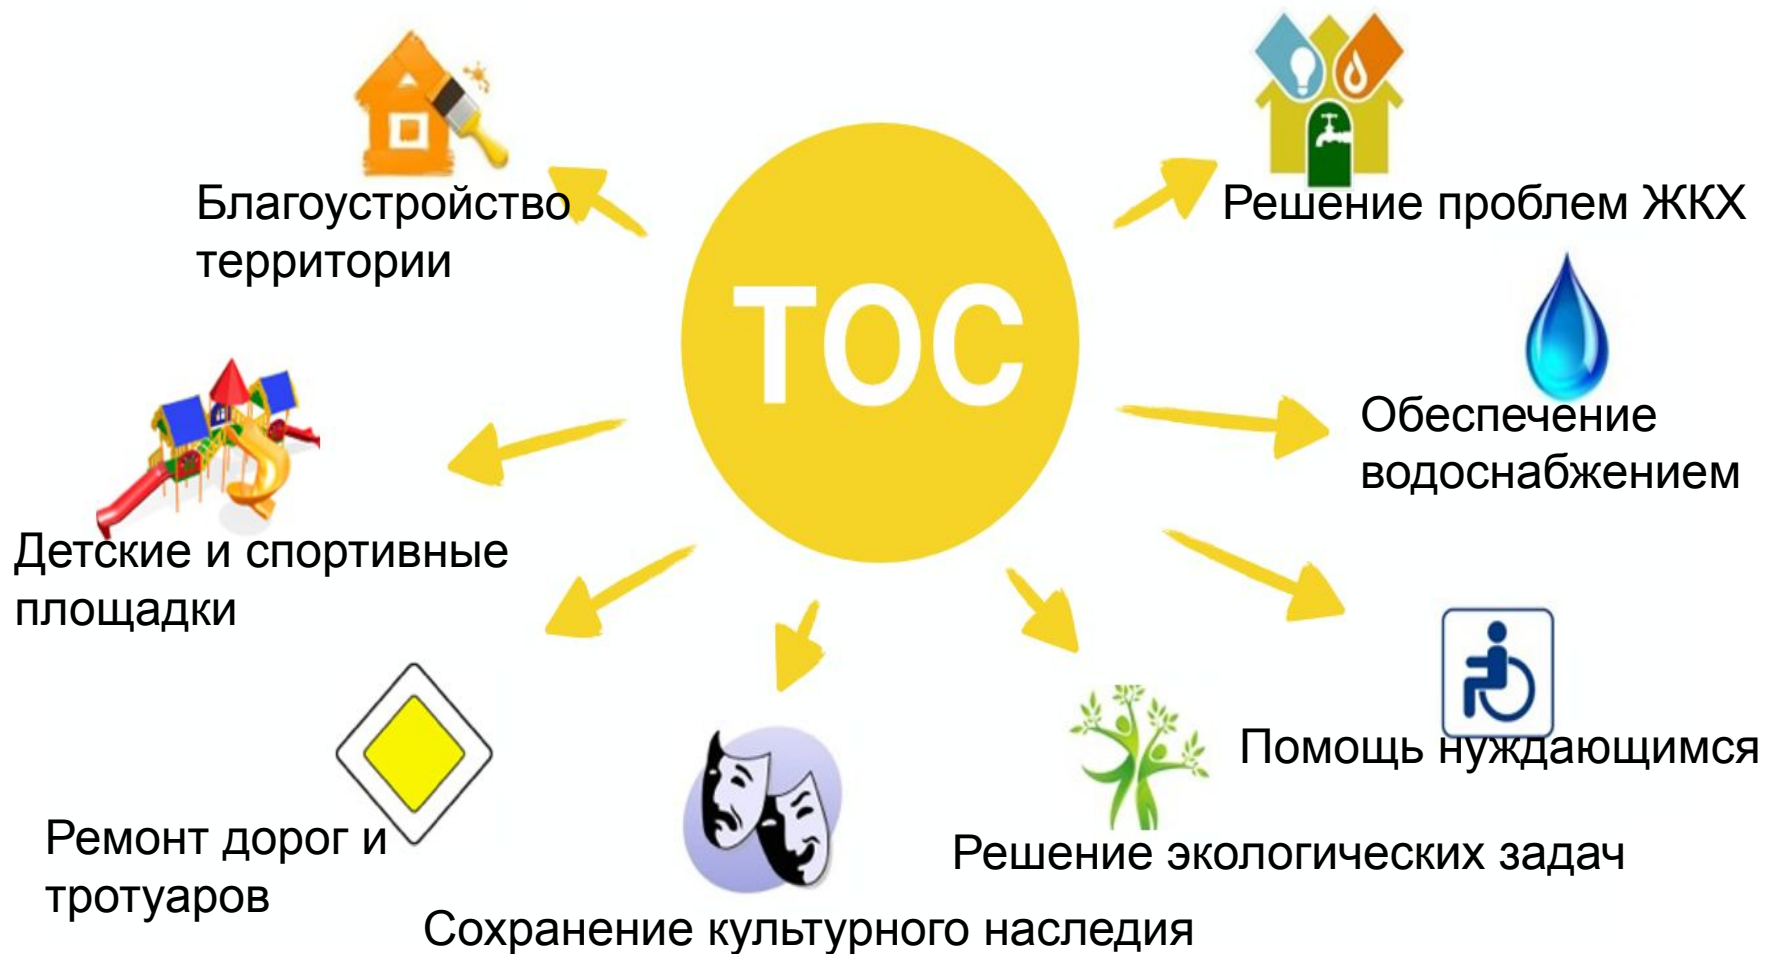 Благоустройство
территории
Решение проблем ЖКХ
ТОС
Обеспечение
водоснабжением
Детские и спортивные
площадки
Помощь нуждающимся
Ремонт дорог и
тротуаров
Решение экологических задач
Сохранение культурного наследия